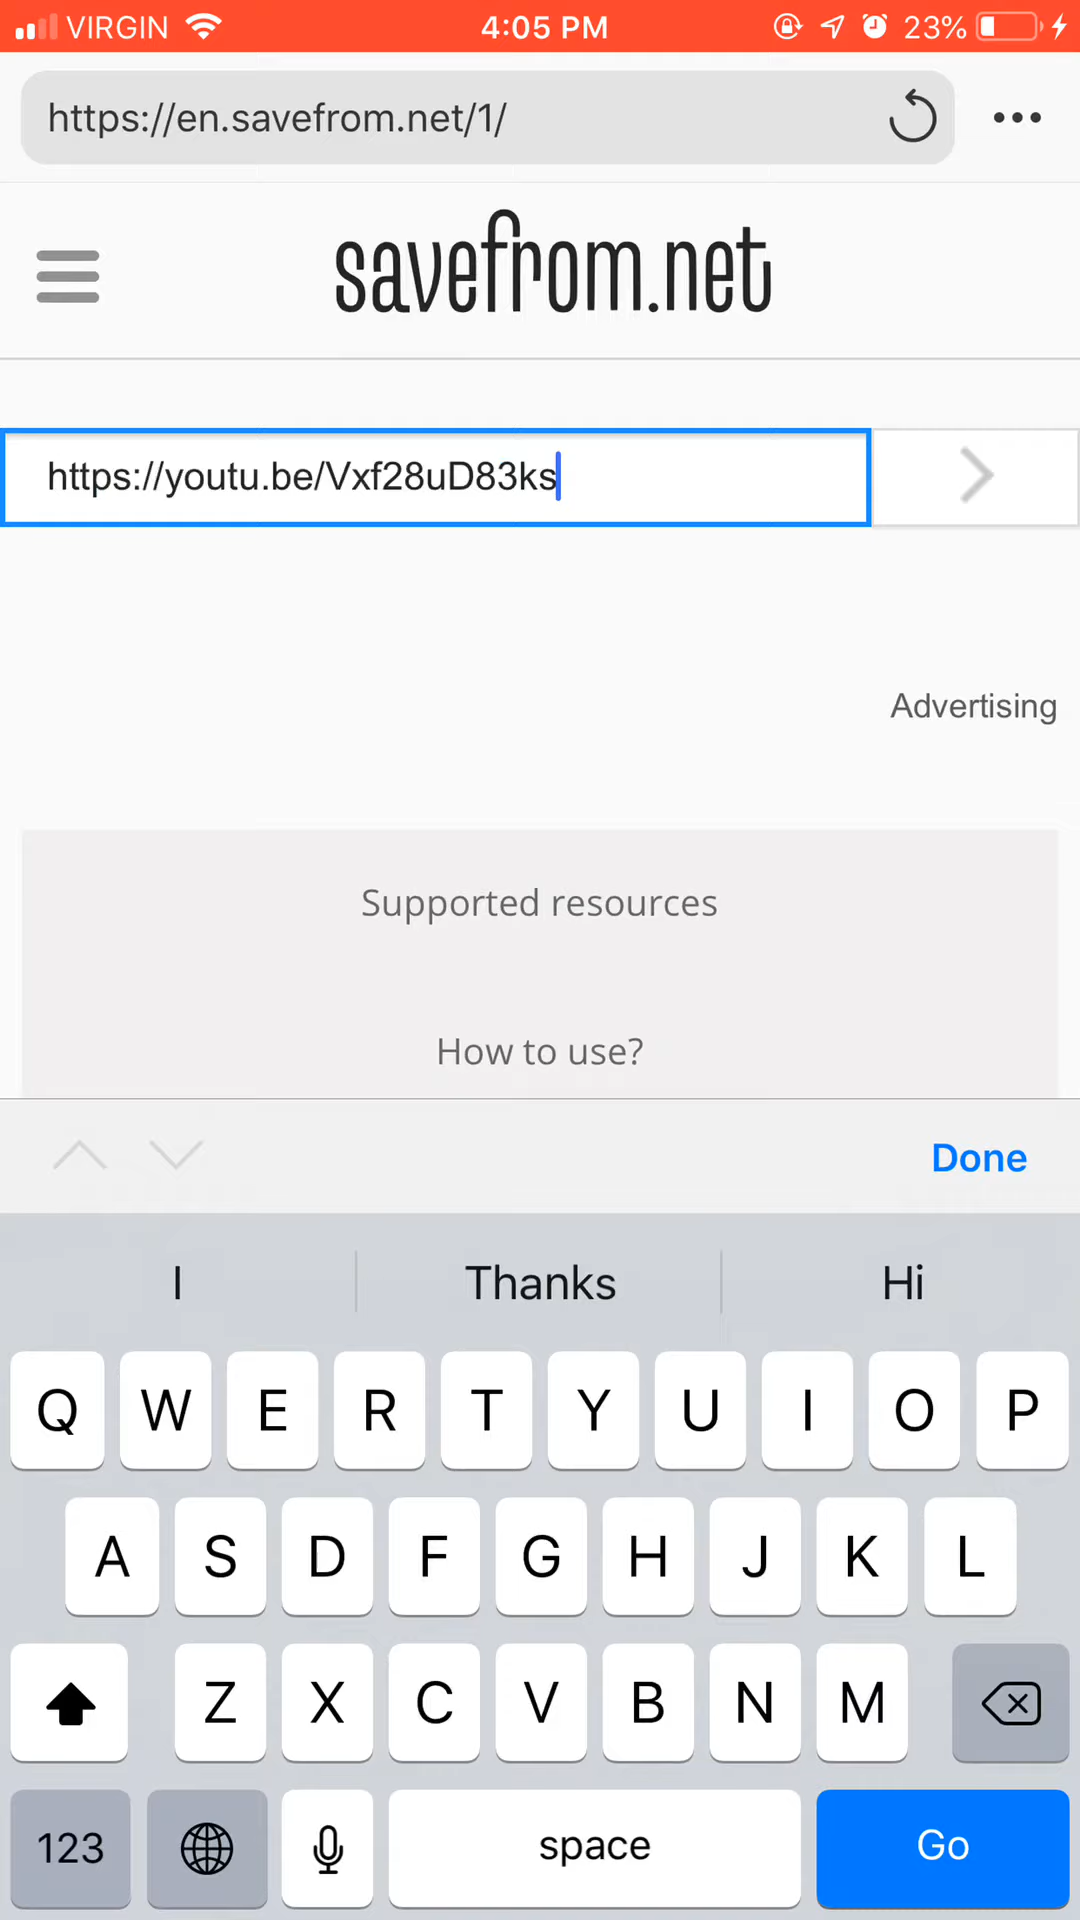 VIRGIN 4:05 PM 23%
https://en.savefrom.net/1/
savefrom.net
https://youtu.be/Vxf28uD83ks
Advertising
Supported resources
How to use?
Done
I Thanks Hi
Q W E R T Y U I O P
A S D F G H J K L
Z X C V B N M
123 space Go